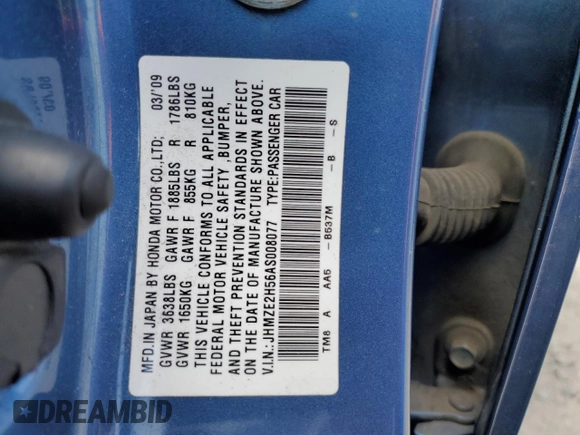 MFD.IN JAPAN BY HONDA MOTOR CO.,LTD; 03/'09
GVWR 3638LBS GAWR F 1885LBS R 1786LBS
GVWR 1650KG GAWR F 855KG R 810KG
THIS VEHICLE CONFORMS TO ALL APPLICABLE
FEDERAL MOTOR VEHICLE SAFETY ,BUMPER,
AND THEFT PREVENTION STANDARDS IN EFFECT
ON THE DATE OF MANUFACTURE SHOWN ABOVE.
V.I.N.:JHMZE2H56AS008077 TYPE:PASSENGER CAR
TM8 A AA5 - B537M - B - S
DREAMBID